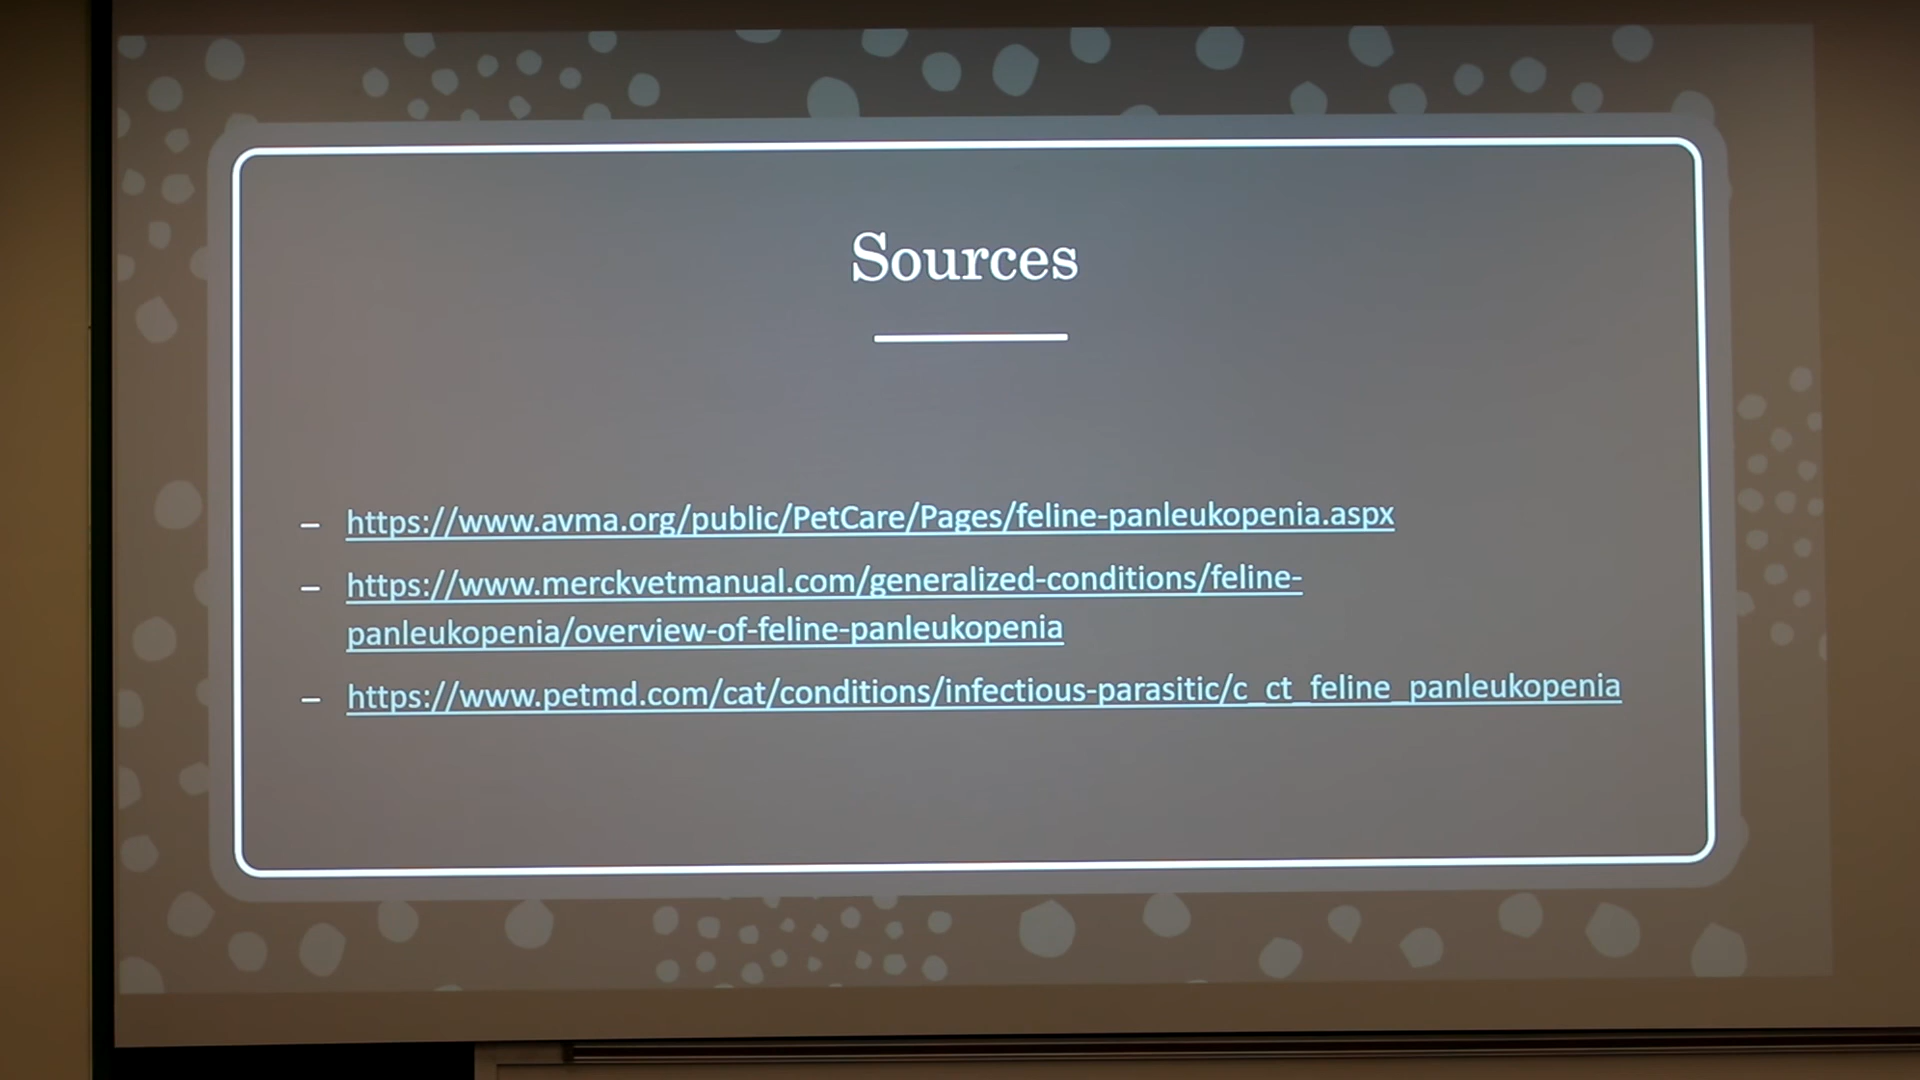 Sources
– https://www.avma.org/public/PetCare/Pages/feline-panleukopenia.aspx
– https://www.merckvetmanual.com/generalized-conditions/feline-
panleukopenia/overview-of-feline-panleukopenia
– https://www.petmd.com/cat/conditions/infectious-parasitic/c_ct_feline_panleukopenia